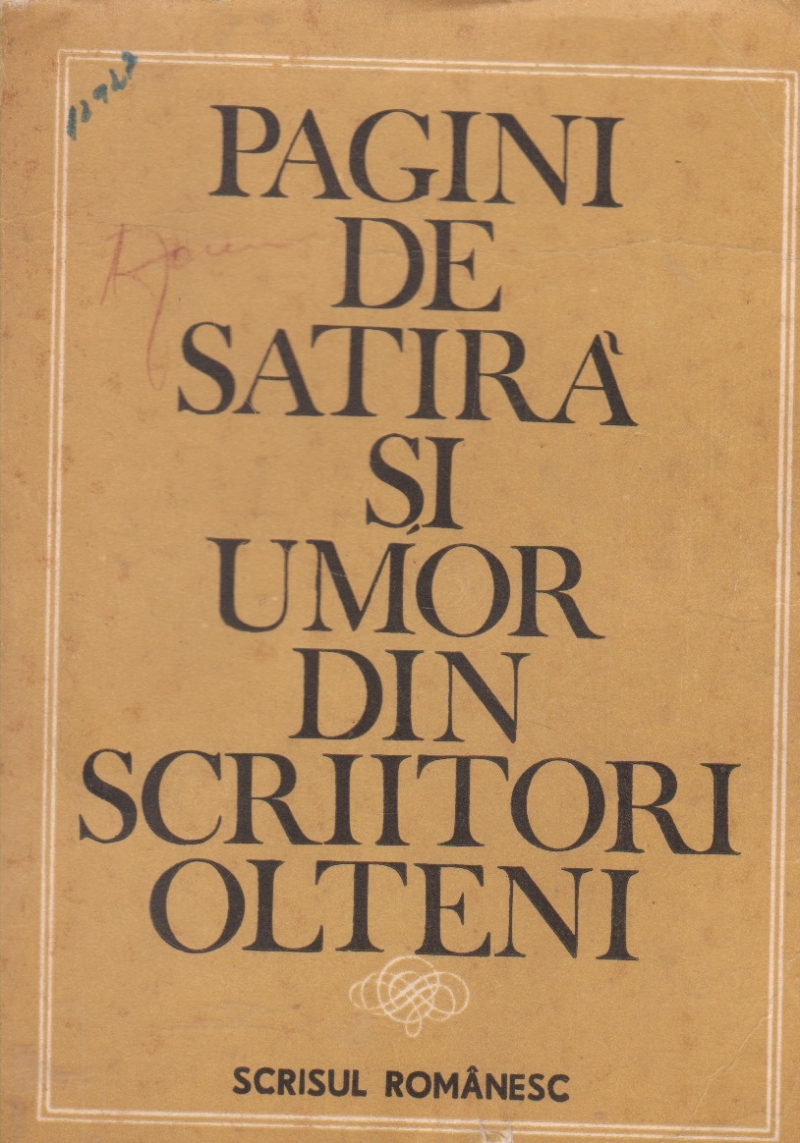 PAGINI
DE
SATIRĂ
ȘI
UMOR
DIN
SCRIITORI
OLTENI
SCRISUL ROMÂNESC